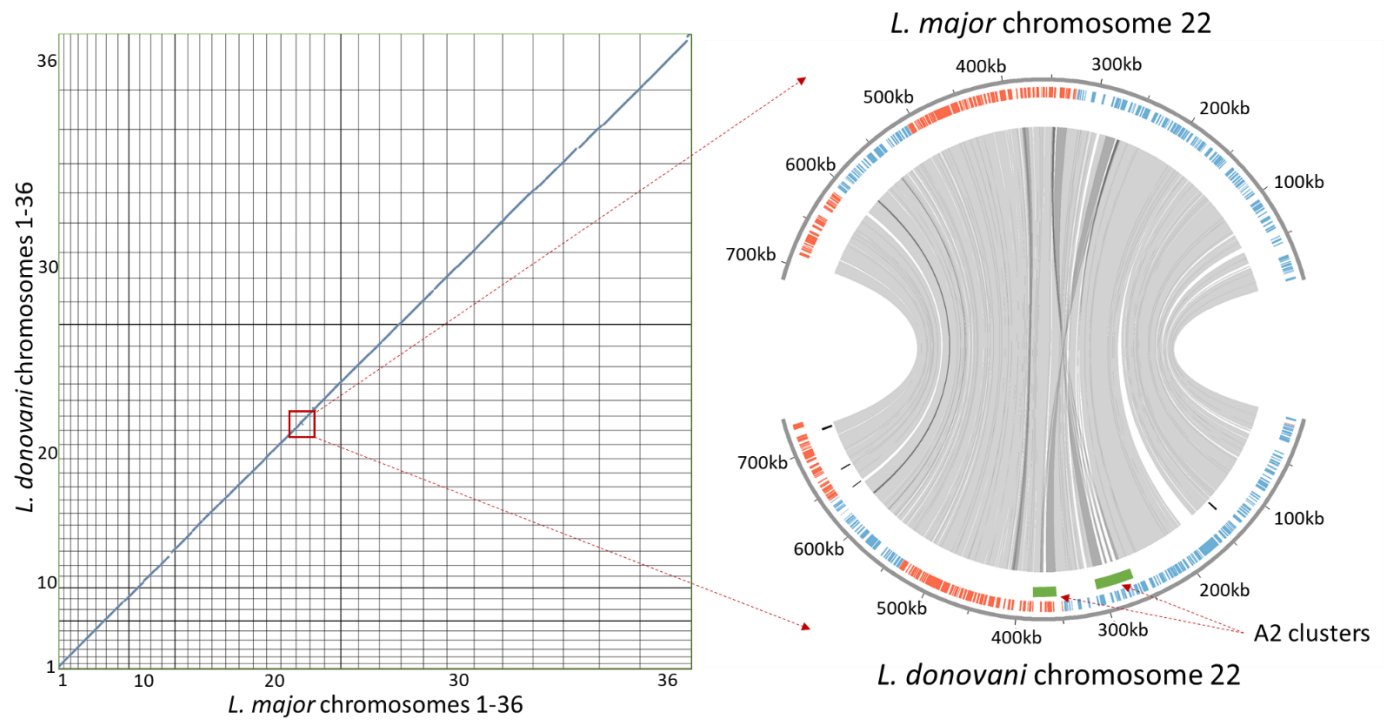 L. major chromosome 22
36
30
20
10
1
L. donovani chromosomes 1-36
1
10
20
30
36
L. major chromosomes 1-36
700kb
600kb
500kb
400kb
300kb
200kb
100kb
700kb
600kb
500kb
400kb
300kb
200kb
100kb
A2 clusters
L. donovani chromosome 22